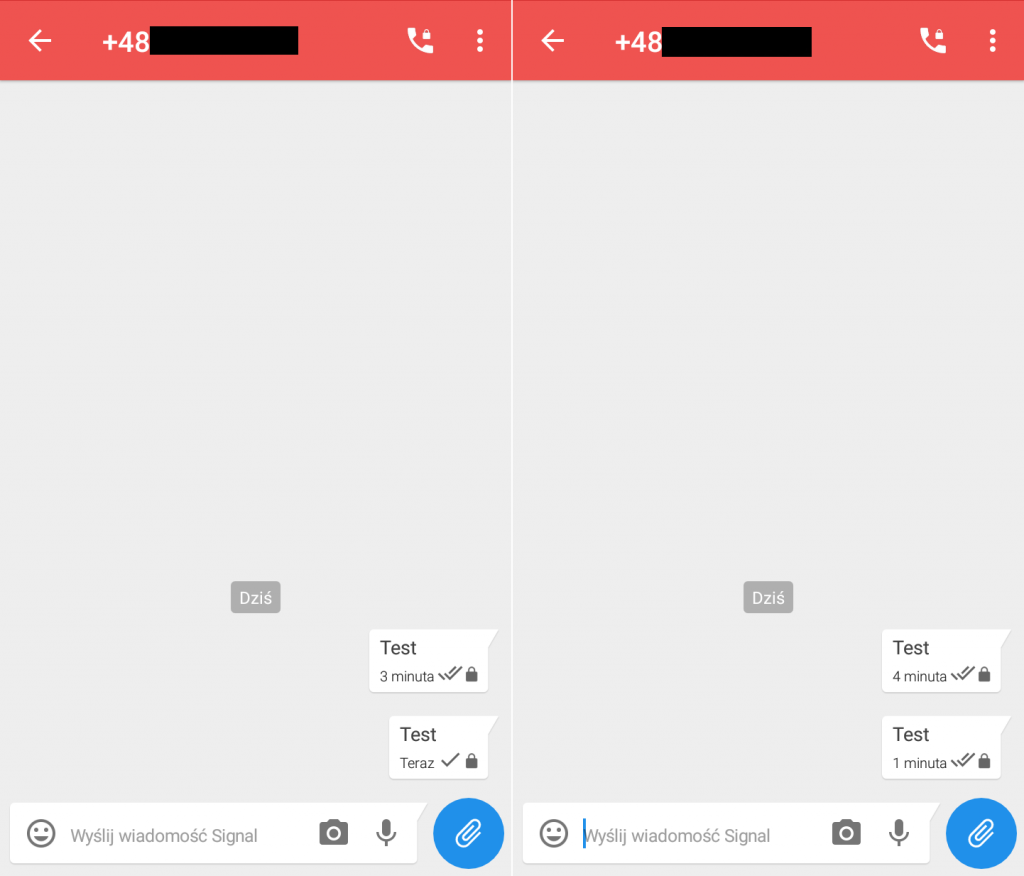 +48
Dziś
Test
3 minuta
Test
Teraz
Wyślij wiadomość Signal
+48
Dziś
Test
4 minuta
Test
1 minuta
Wyślij wiadomość Signal